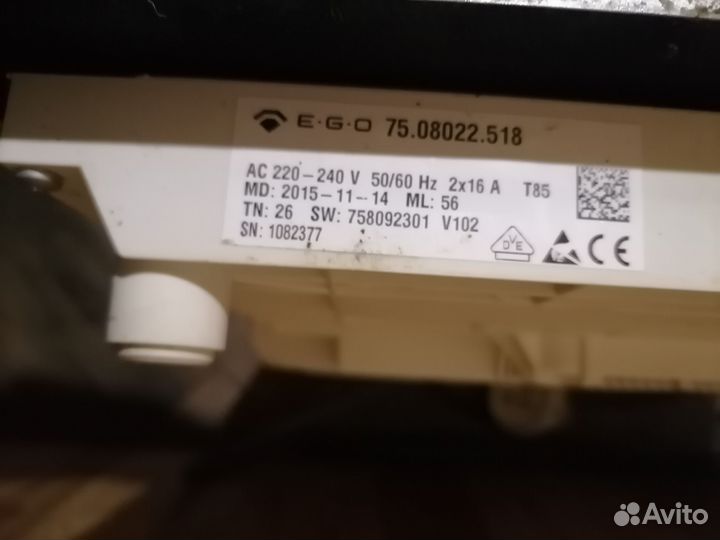 E·G·O 75.08022.518
AC 220-240 V 50/60 Hz 2x16 A T85
MD: 2015-11-14 ML: 56
TN: 26 SW: 758092301 V102
SN: 1082377
DVE
CE
Avito